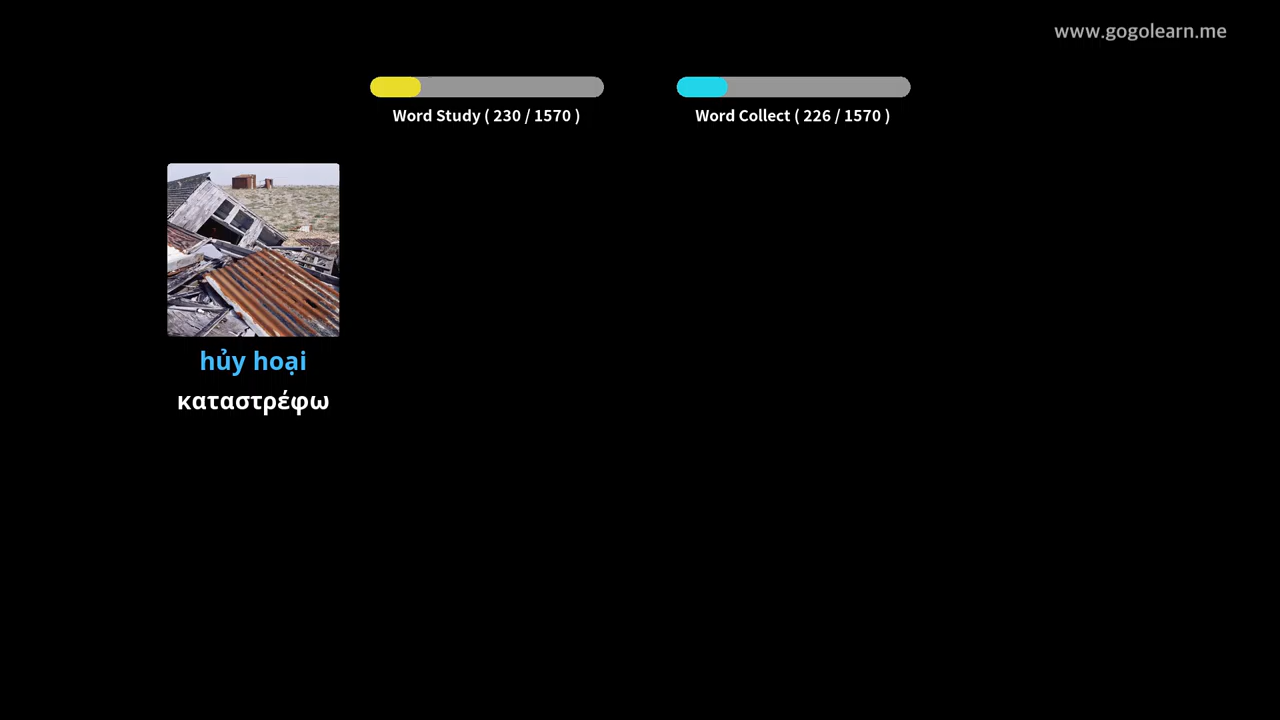 www.gogolearn.me
Word Study ( 230 / 1570 )
Word Collect ( 226 / 1570 )
hủy hoại
καταστρέφω